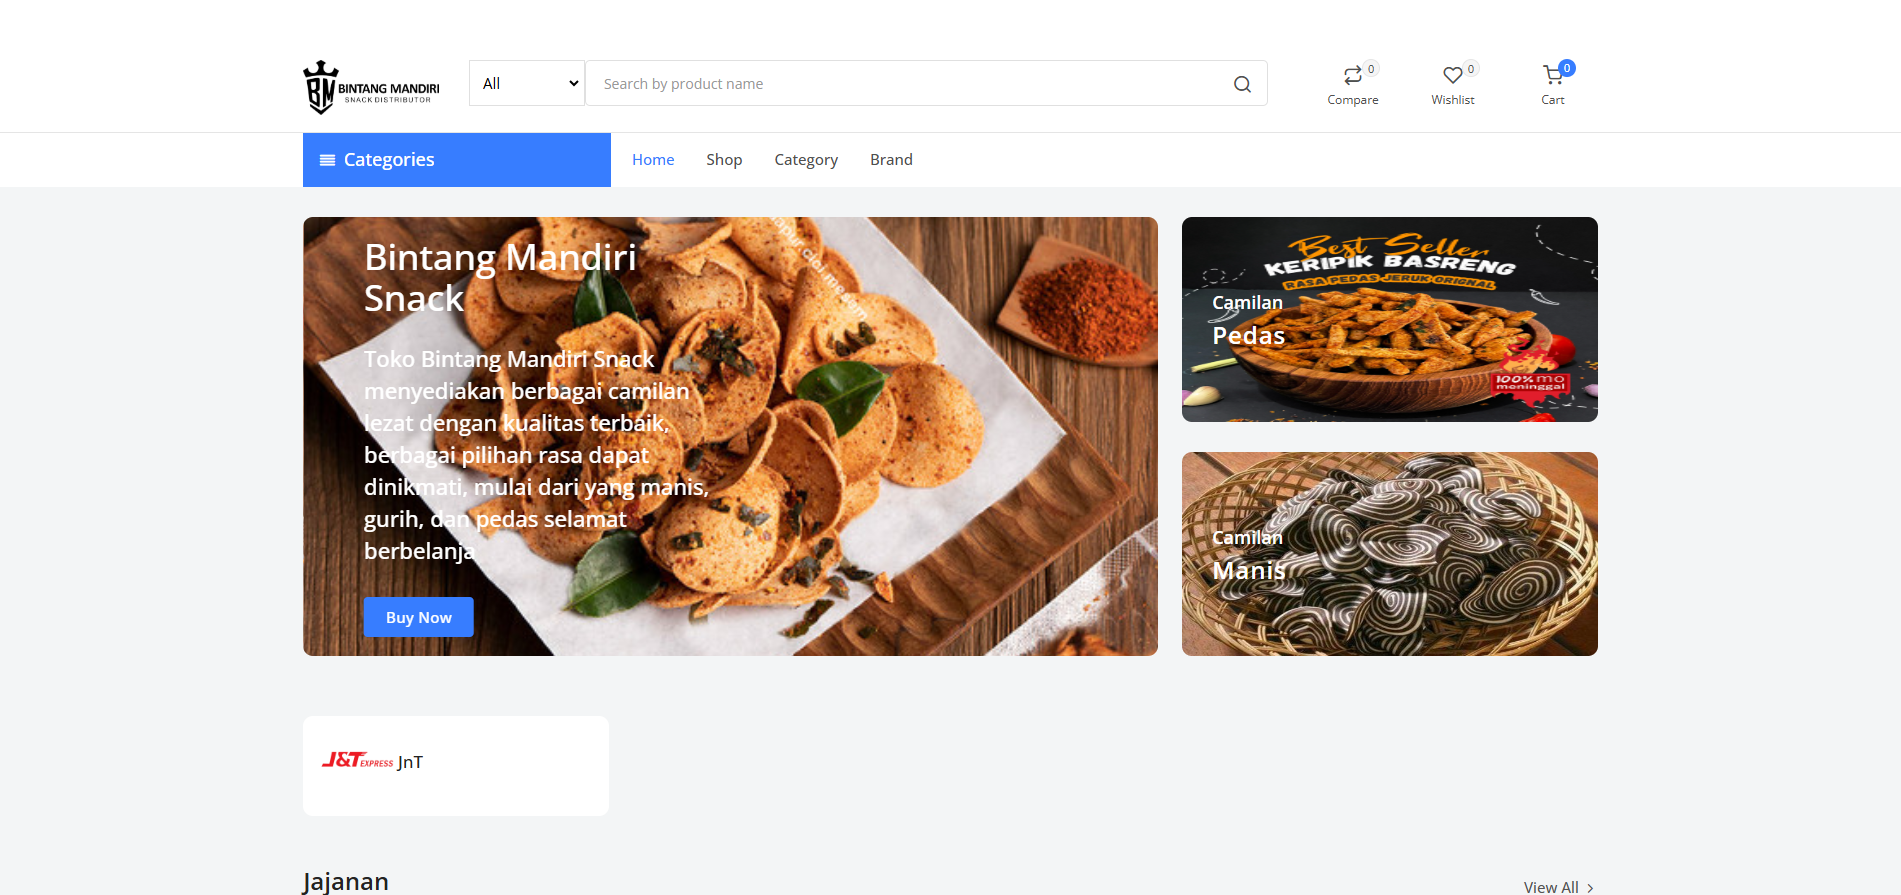 BM
BINTANG MANDIRI
SNACK DISTRIBUTOR
All
Search by product name
0
Compare
0
Wishlist
0
Cart
Categories
Home
Shop
Category
Brand
Bintang Mandiri
Snack
Toko Bintang Mandiri Snack
menyediakan berbagai camilan
lezat dengan kualitas terbaik,
berbagai pilihan rasa dapat
dinikmati, mulai dari yang manis,
gurih, dan pedas selamat
berbelanja
Buy Now
Best Seller
KERIPIK BASRENG
RASA PEDAS JERUK ORIGNAL
Camilan
Pedas
100% mo
meninggal
Camilan
Manis
J&T EXPRESS JnT
Jajanan
View All